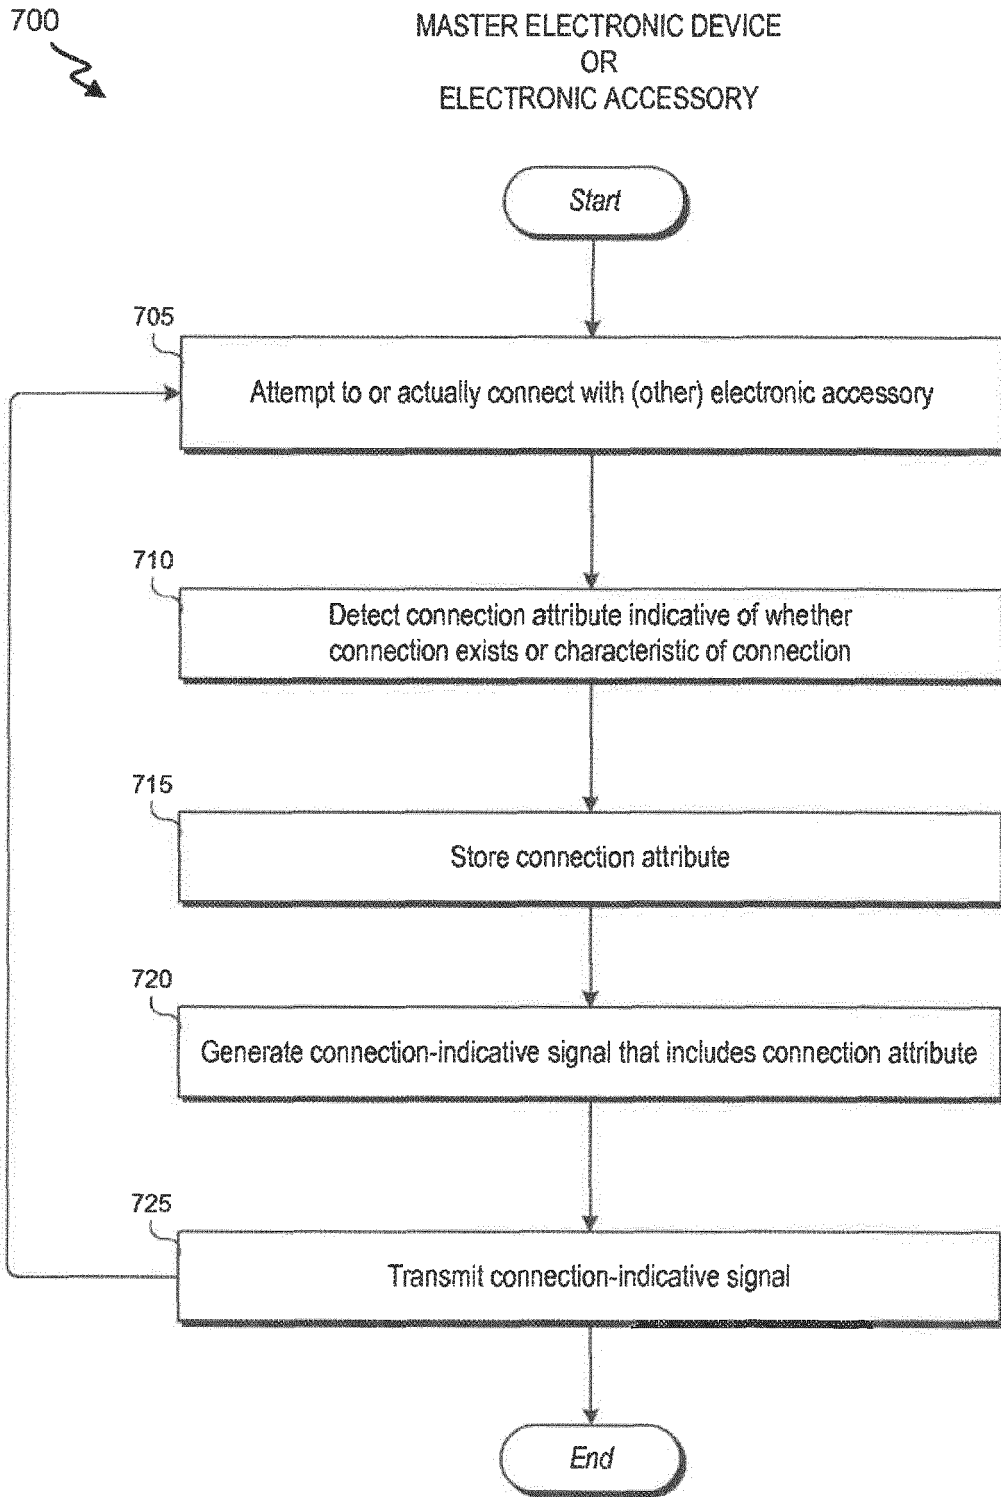 700
MASTER ELECTRONIC DEVICE
OR
ELECTRONIC ACCESSORY
Start
705
Attempt to or actually connect with (other) electronic accessory
710
Detect connection attribute indicative of whether
connection exists or characteristic of connection
715
Store connection attribute
720
Generate connection-indicative signal that includes connection attribute
725
Transmit connection-indicative signal
End